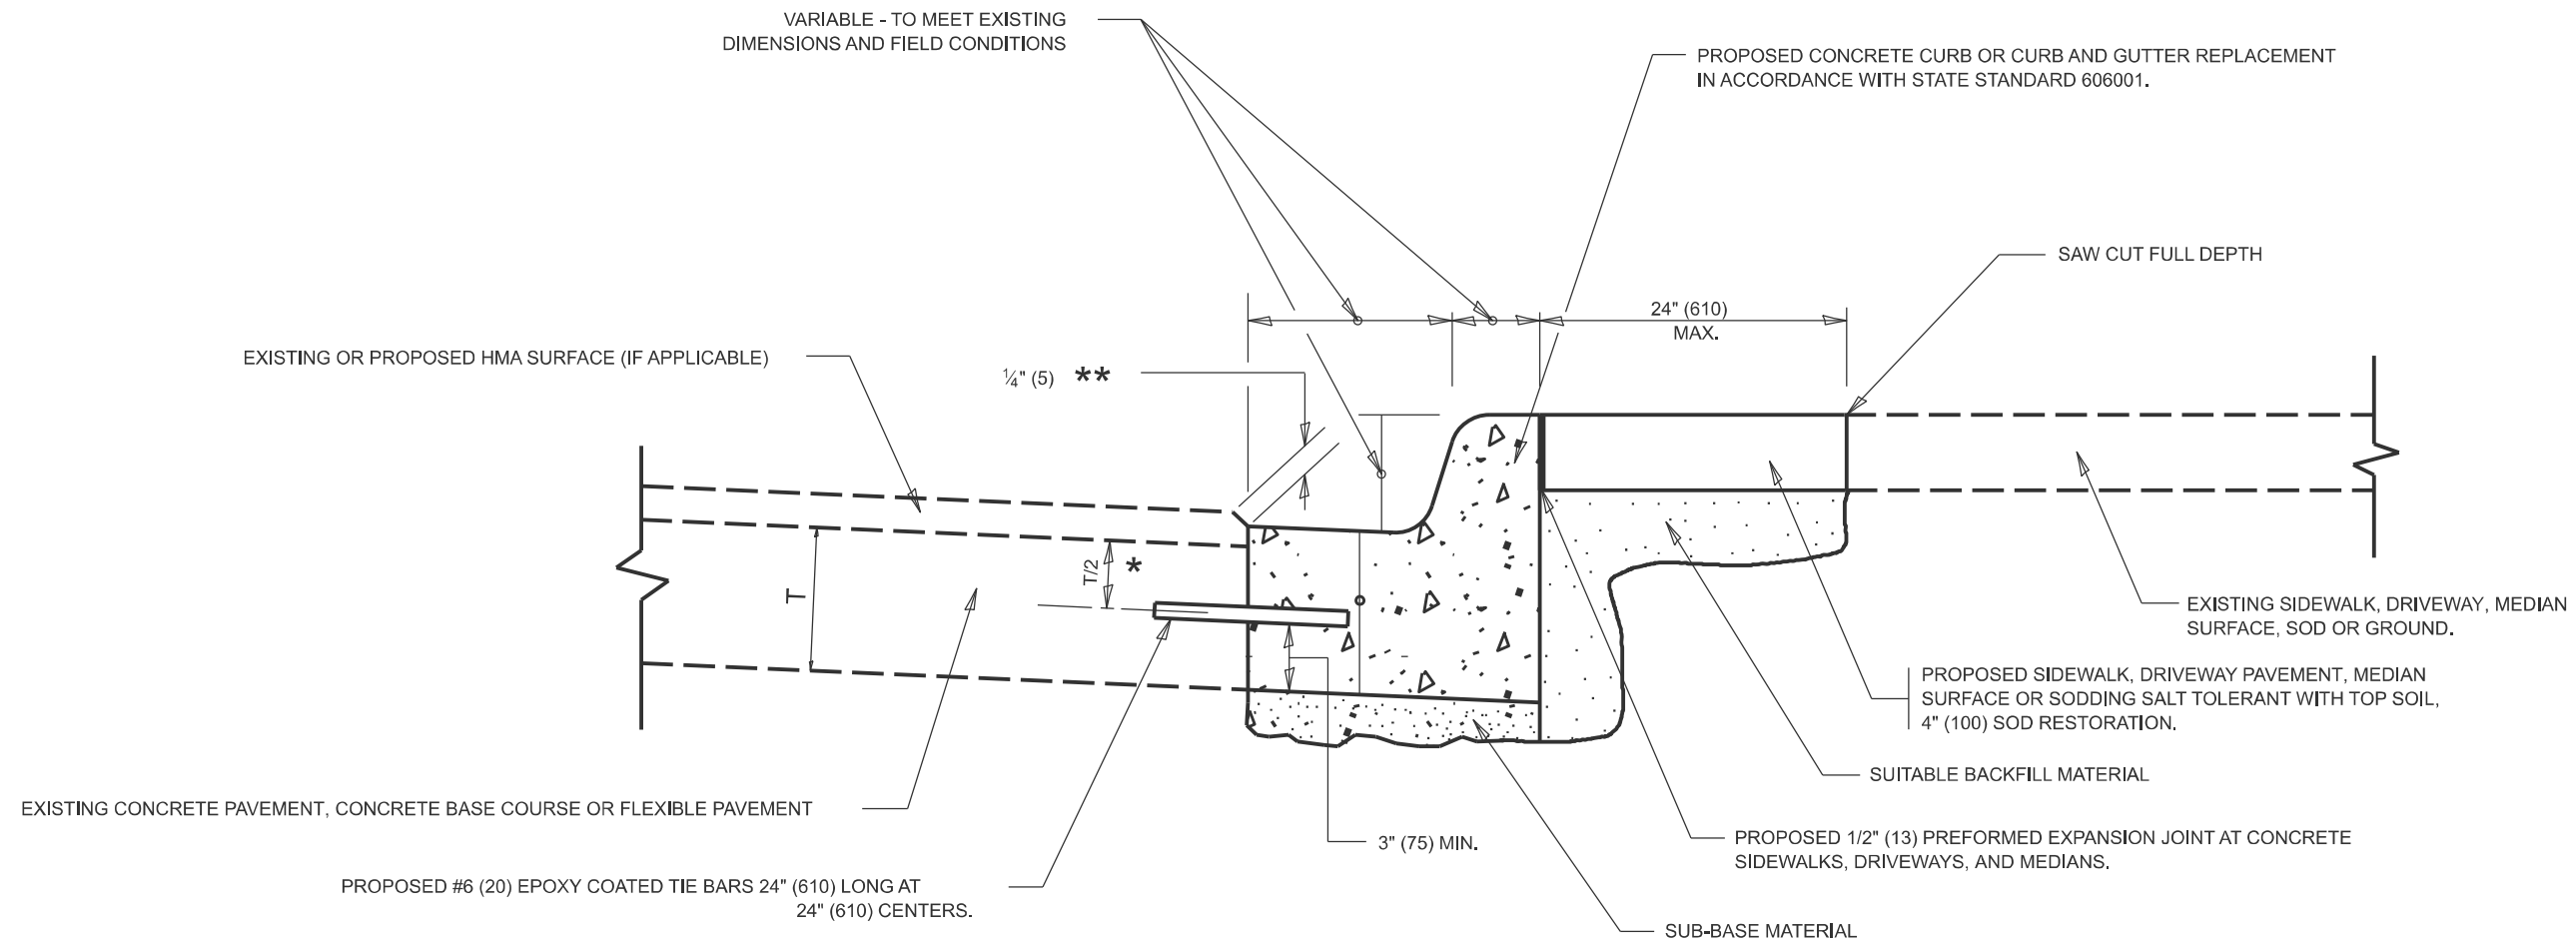 VARIABLE - TO MEET EXISTING
DIMENSIONS AND FIELD CONDITIONS
PROPOSED CONCRETE CURB OR CURB AND GUTTER REPLACEMENT
IN ACCORDANCE WITH STATE STANDARD 606001.
SAW CUT FULL DEPTH
24" (610)
MAX.
EXISTING OR PROPOSED HMA SURFACE (IF APPLICABLE)
¼" (5) **
T/2 *
T
EXISTING SIDEWALK, DRIVEWAY, MEDIAN
SURFACE, SOD OR GROUND.
PROPOSED SIDEWALK, DRIVEWAY PAVEMENT, MEDIAN
SURFACE OR SODDING SALT TOLERANT WITH TOP SOIL,
4" (100) SOD RESTORATION.
SUITABLE BACKFILL MATERIAL
EXISTING CONCRETE PAVEMENT, CONCRETE BASE COURSE OR FLEXIBLE PAVEMENT
3" (75) MIN.
PROPOSED 1/2" (13) PREFORMED EXPANSION JOINT AT CONCRETE
SIDEWALKS, DRIVEWAYS, AND MEDIANS.
PROPOSED #6 (20) EPOXY COATED TIE BARS 24" (610) LONG AT
24" (610) CENTERS.
SUB-BASE MATERIAL